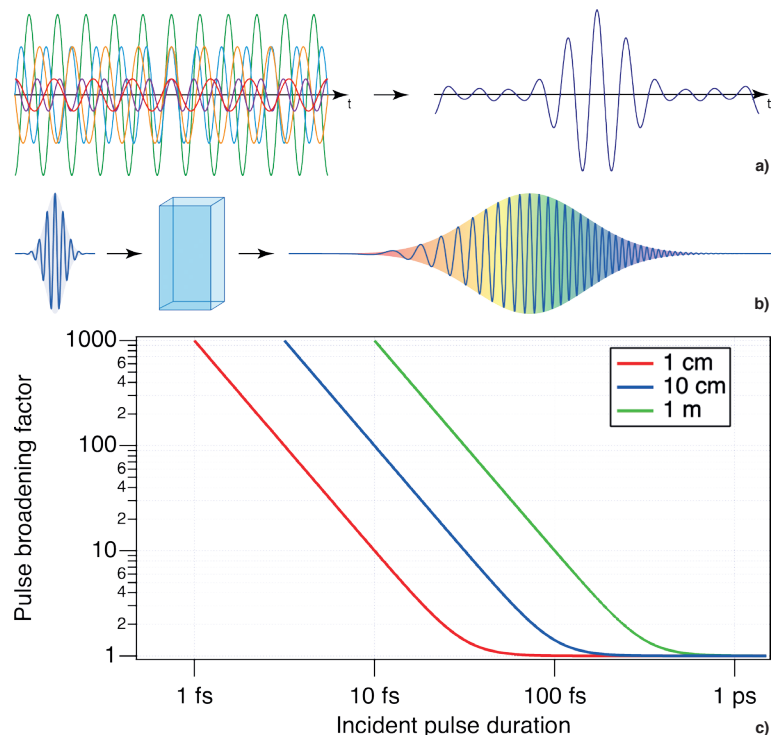 t
t
a)
b)
1000
6
4
2
100
6
4
2
10
6
4
2
1
Pulse broadening factor
1 cm
10 cm
1 m
1 fs
10 fs
100 fs
1 ps
Incident pulse duration
c)